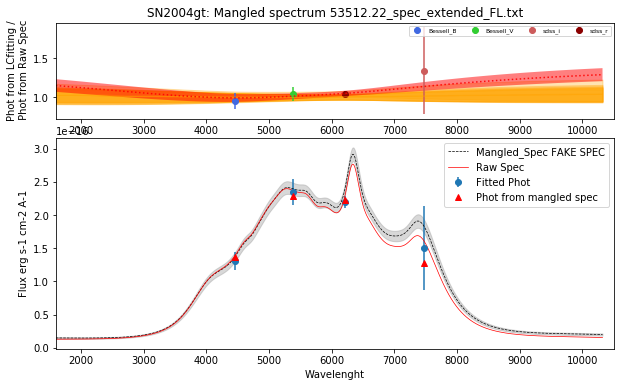 SN2004gt: Mangled spectrum 53512.22_spec_extended_FL.txt
Phot from LCfitting /
Phot from Raw Spec
1.5
1.0
Bessell_B Bessell_V sdss_i sdss_r
2000 3000 4000 5000 6000 7000 8000 9000 10000
1e−16
Flux erg s-1 cm-2 A-1
3.0
2.5
2.0
1.5
1.0
0.5
0.0
Mangled_Spec FAKE SPEC
Raw Spec
Fitted Phot
Phot from mangled spec
2000 3000 4000 5000 6000 7000 8000 9000 10000
Wavelenght